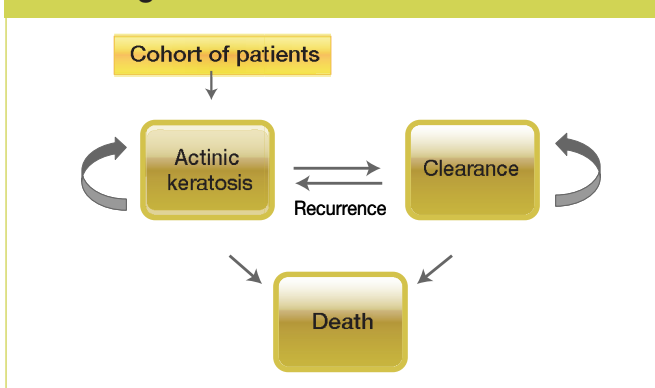 Cohort of patients
Actinic
keratosis
Clearance
Recurrence
Death